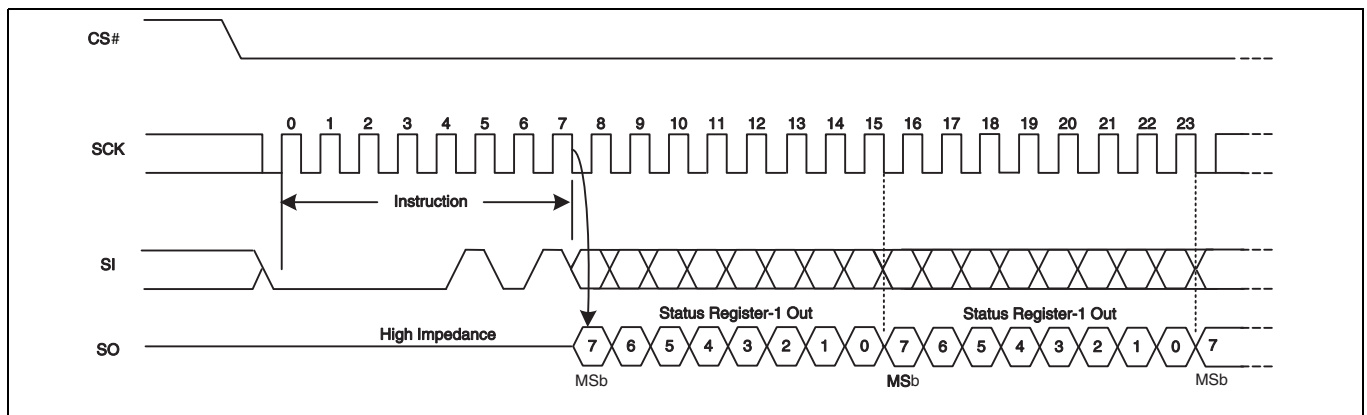 CS#
0 1 2 3 4 5 6 7 8 9 10 11 12 13 14 15 16 17 18 19 20 21 22 23
SCK
Instruction
SI
Status Register-1 Out Status Register-1 Out
High Impedance
SO 7 6 5 4 3 2 1 0 7 6 5 4 3 2 1 0 7
MSb MSb MSb